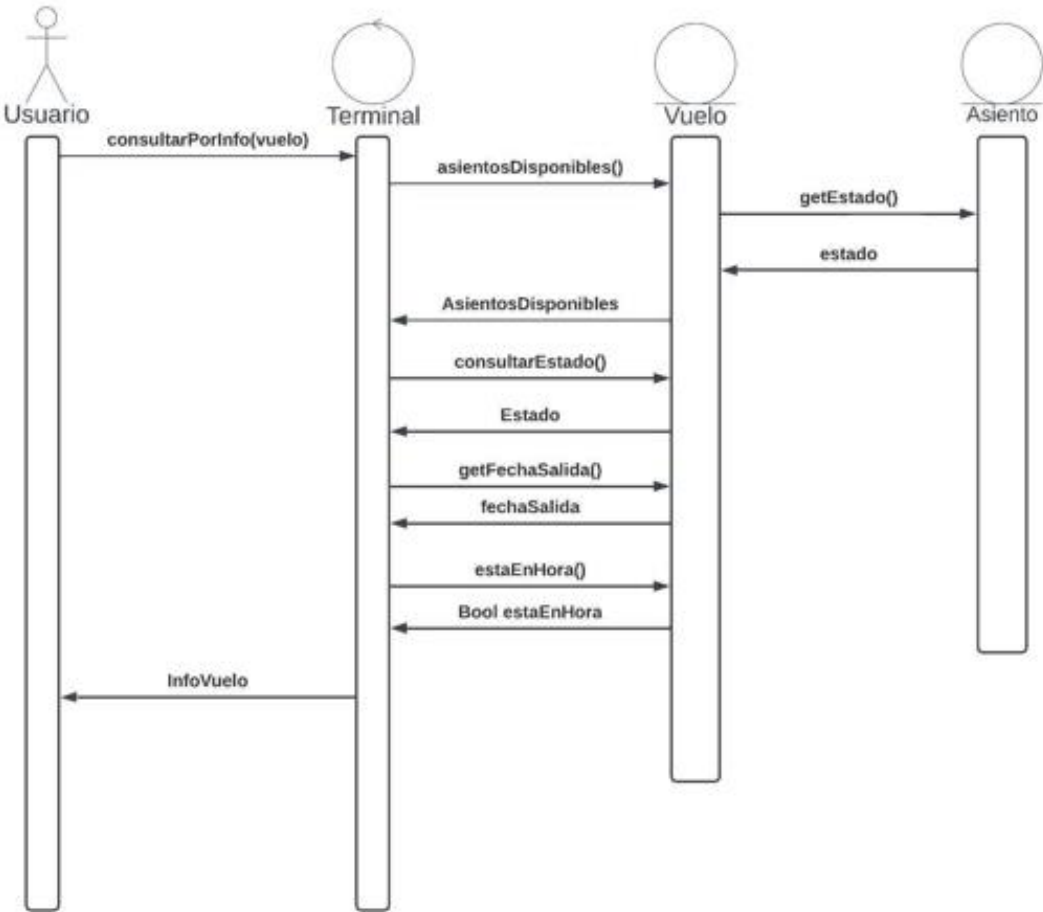 Usuario
Terminal
Vuelo
Asiento
consultarPorInfo(vuelo)
asientosDisponibles()
getEstado()
estado
AsientosDisponibles
consultarEstado()
Estado
getFechaSalida()
fechaSalida
estaEnHora()
Bool estaEnHora
InfoVuelo